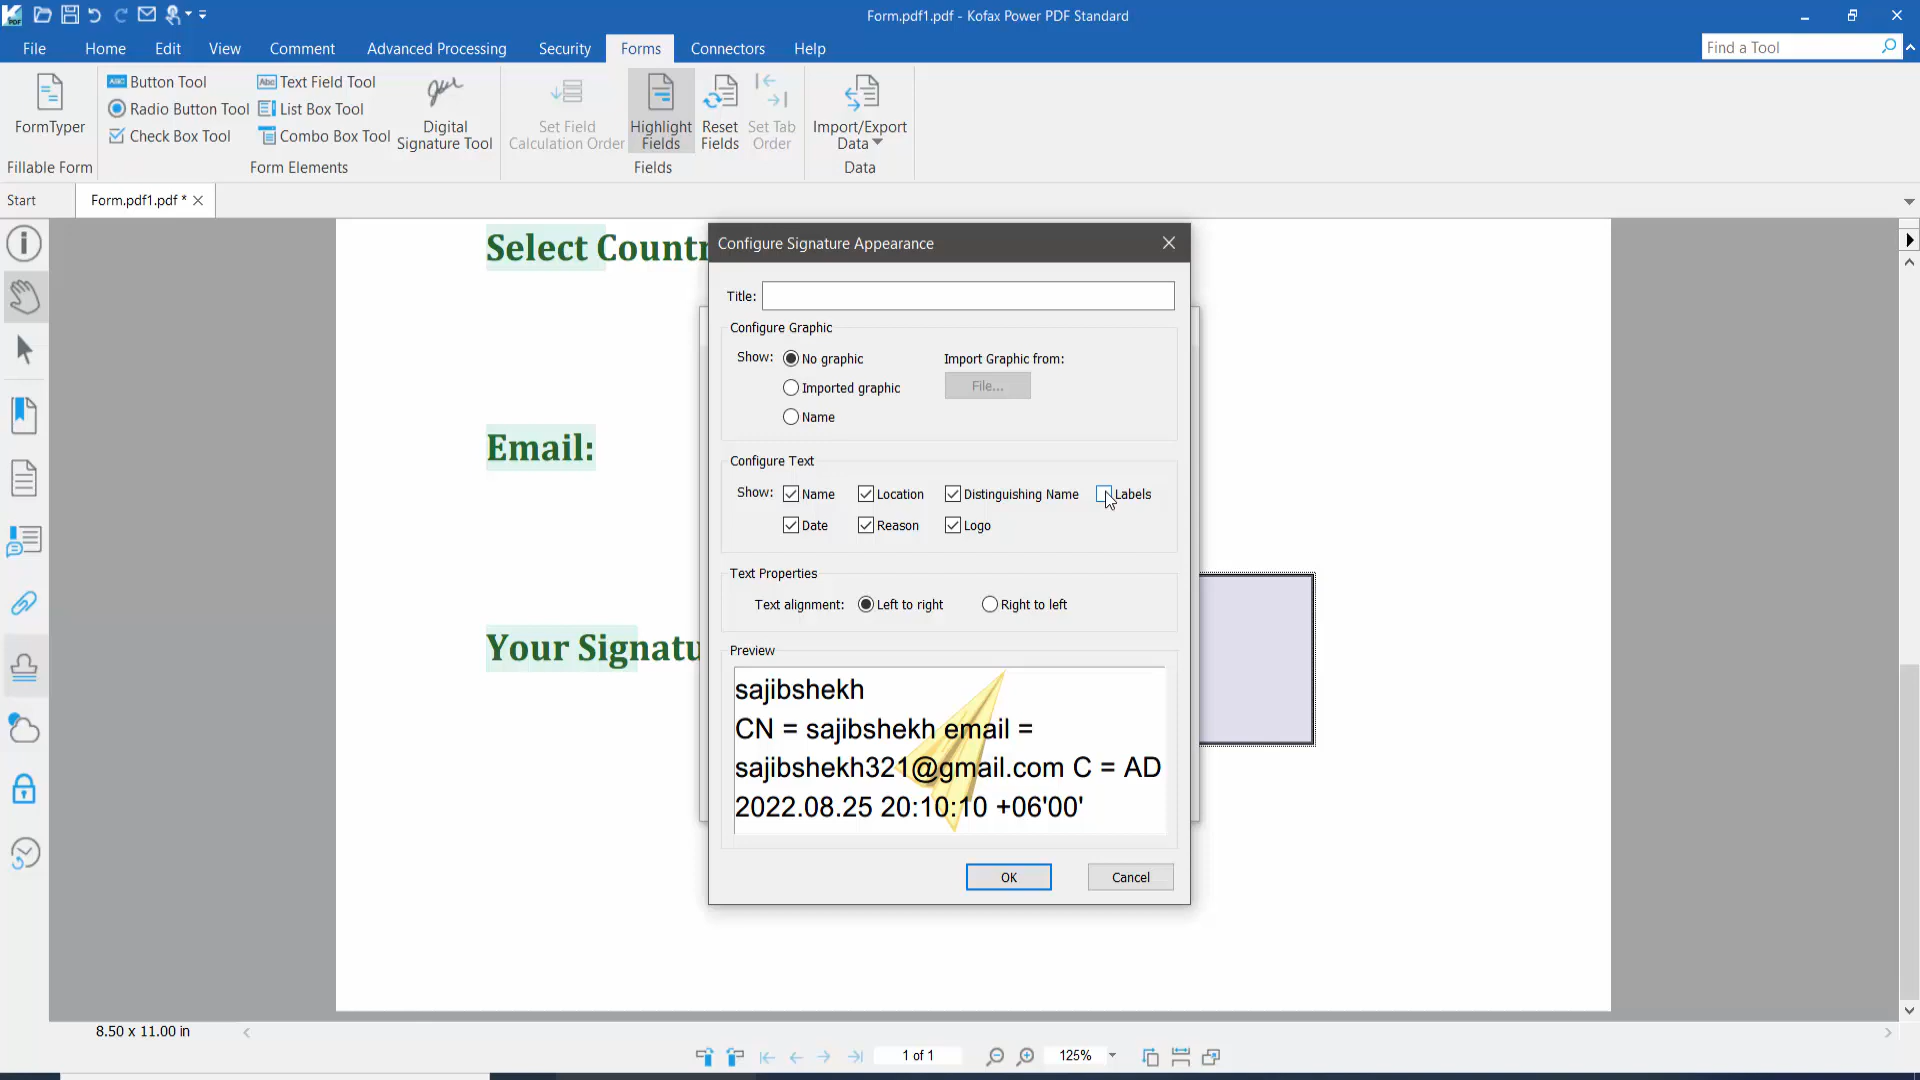 Form.pdf1.pdf - Kofax Power PDF Standard
File Home Edit View Comment Advanced Processing Security Forms Connectors Help
Find a Tool
FormTyper
Fillable Form
Button Tool
Radio Button Tool
Check Box Tool
Text Field Tool
List Box Tool
Combo Box Tool
Digital
Signature Tool
Form Elements
Set Field
Calculation Order
Highlight
Fields
Reset
Fields
Set Tab
Order
Fields
Import/Export
Data
Data
Start
Form.pdf1.pdf *
Select Countr
Email:
Your Signatu
Configure Signature Appearance
Title:
Configure Graphic
Show: No graphic
Imported graphic
Name
Import Graphic from:
File...
Configure Text
Show: Name Location Distinguishing Name Labels
Date Reason Logo
Text Properties
Text alignment: Left to right Right to left
Preview
sajibshekh
CN = sajibshekh email =
sajibshekh321@gmail.com C = AD
2022.08.25 20:10:10 +06'00'
OK Cancel
8.50 x 11.00 in
1 of 1
125%